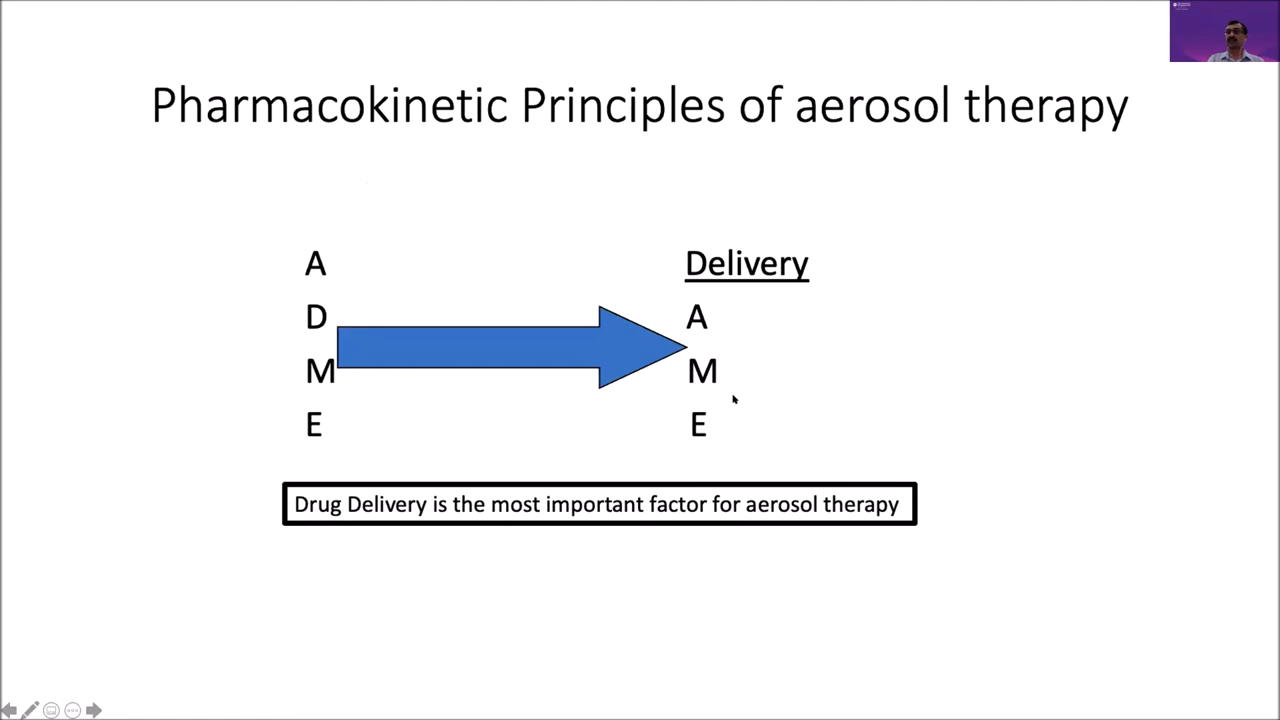 Pharmacokinetic Principles of aerosol therapy
A
D
M
E
Delivery
A
M
E
Drug Delivery is the most important factor for aerosol therapy